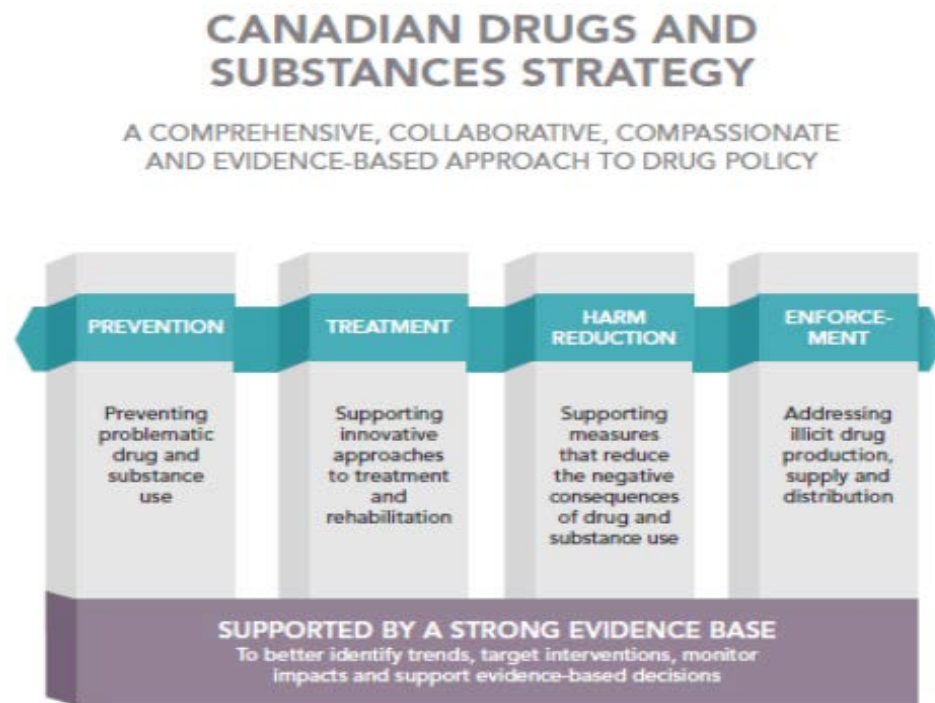 CANADIAN DRUGS AND
SUBSTANCES STRATEGY
A COMPREHENSIVE, COLLABORATIVE, COMPASSIONATE
AND EVIDENCE-BASED APPROACH TO DRUG POLICY
PREVENTION
Preventing
problematic
drug and
substance
use
TREATMENT
Supporting
innovative
approaches
to treatment
and
rehabilitation
HARM
REDUCTION
Supporting
measures
that reduce
the negative
consequences
of drug and
substance use
ENFORCE-
MENT
Addressing
illicit drug
production,
supply and
distribution
SUPPORTED BY A STRONG EVIDENCE BASE
To better identify trends, target interventions, monitor
impacts and support evidence-based decisions